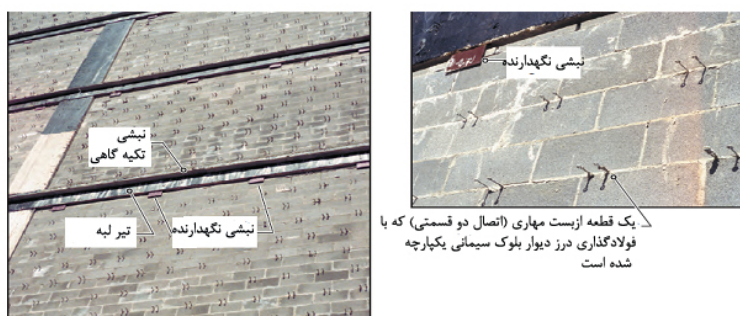 نبشی
تکیه گاهی
تیر لبه
نبشی نگهدارنده
نبشی نگهدارنده
یک قطعه ازبست مهاری (اتصال دو قسمتی) که با
فولادگذاری درز دیوار بلوک سیمانی یکپارچه
شده است